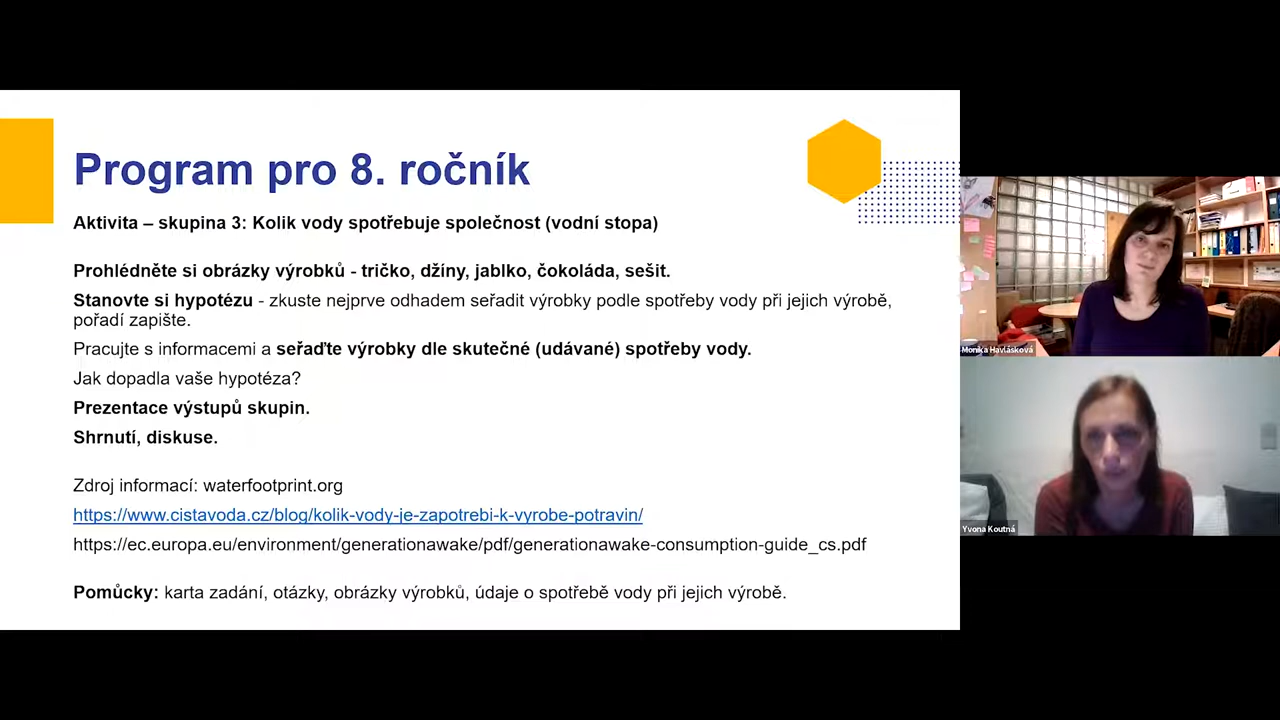 Program pro 8. ročník
Aktivita – skupina 3: Kolik vody spotřebuje společnost (vodní stopa)
Prohlédněte si obrázky výrobků - tričko, džíny, jablko, čokoláda, sešit.
Stanovte si hypotézu - zkuste nejprve odhadem seřadit výrobky podle spotřeby vody při jejich výrobě,
pořadí zapište.
Pracujte s informacemi a seřaďte výrobky dle skutečné (udávané) spotřeby vody.
Jak dopadla vaše hypotéza?
Prezentace výstupů skupin.
Shrnutí, diskuse.
Zdroj informací: waterfootprint.org
https://www.cistavoda.cz/blog/kolik-vody-je-zapotrebi-k-vyrobe-potravin/
https://ec.europa.eu/environment/generationawake/pdf/generationawake-consumption-guide_cs.pdf
Pomůcky: karta zadání, otázky, obrázky výrobků, údaje o spotřebě vody při jejich výrobě.
Monika Havlásková
Yvona Koutná